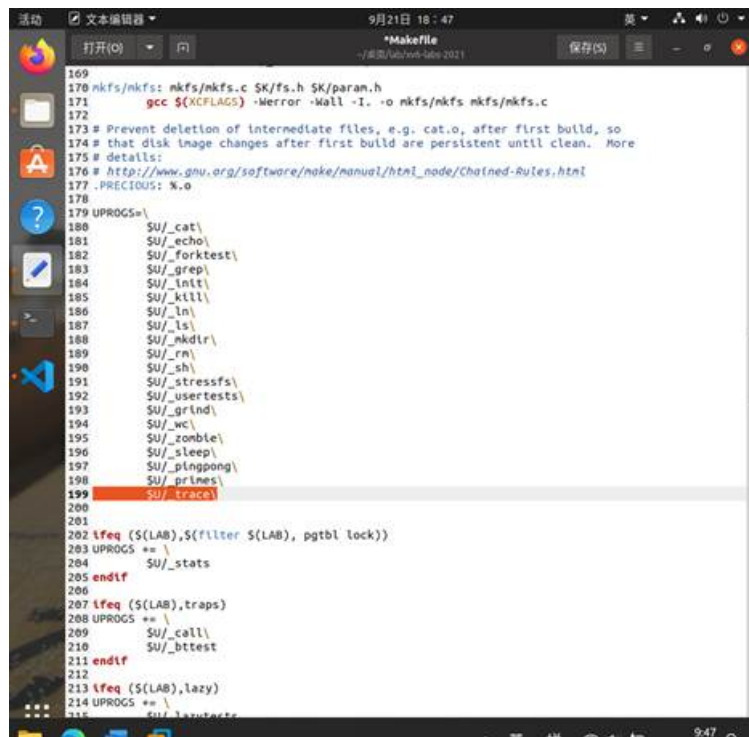 活动 文本编辑器 9月21日 18：47 英
打开(O) *Makefile 保存(S)
~/桌面/lab/xv6-labs-2021
169
170 mkfs/mkfs: mkfs/mkfs.c $K/fs.h $K/param.h
171 gcc $(XCFLAGS) -Werror -Wall -I. -o mkfs/mkfs mkfs/mkfs.c
172
173 # Prevent deletion of intermediate files, e.g. cat.o, after first build, so
174 # that disk image changes after first build are persistent until clean.  More
175 # details:
176 # http://www.gnu.org/software/make/manual/html_node/Chained-Rules.html
177 .PRECIOUS: %.o
178
179 UPROGS=\
180 $U/_cat\
181 $U/_echo\
182 $U/_forktest\
183 $U/_grep\
184 $U/_init\
185 $U/_kill\
186 $U/_ln\
187 $U/_ls\
188 $U/_mkdir\
189 $U/_rm\
190 $U/_sh\
191 $U/_stressfs\
192 $U/_usertests\
193 $U/_grind\
194 $U/_wc\
195 $U/_zombie\
196 $U/_sleep\
197 $U/_pingpong\
198 $U/_primes\
199 $U/_trace\
200
201
202 ifeq ($(LAB),$(filter $(LAB), pgtbl lock))
203 UPROGS += \
204 $U/_stats
205 endif
206
207 ifeq ($(LAB),traps)
208 UPROGS += \
209 $U/_call\
210 $U/_bttest
211 endif
212
213 ifeq ($(LAB),lazy)
214 UPROGS += \
215 $U/_lazytests
9:47